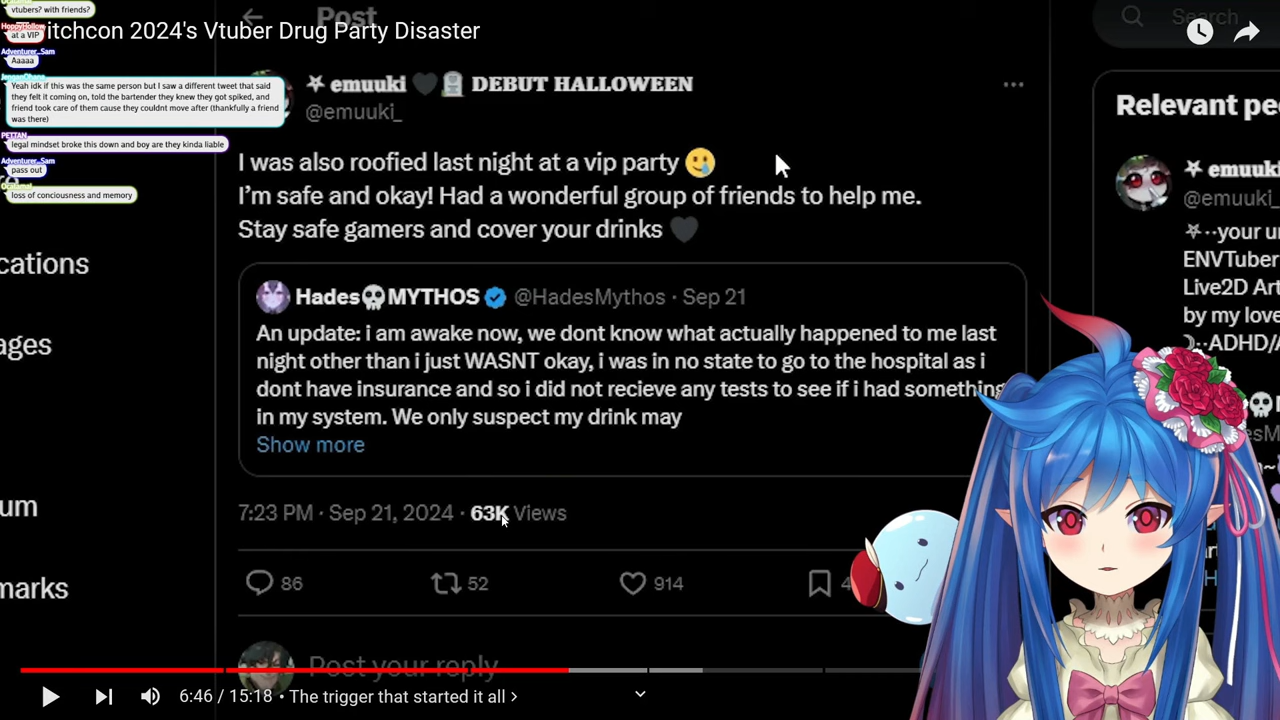 vtubers? with friends?
Post
Search
Twitchcon 2024's Vtuber Drug Party Disaster
at a VIP
Adventurer_Sam
Aaaaa
Yeah idk if this was the same person but I saw a different tweet that said
they felt it coming on, told the bartender they knew they got spiked, and
friend took care of them cause they couldnt move after (thankfully a friend
was there)
PETTAN
legal mindset broke this down and boy are they kinda liable
Adventurer_Sam
pass out
loss of conciousness and memory
emuuki 🖤🪦 DEBUT HALLOWEEN
@emuuki_
I was also roofied last night at a vip party 🥲
I'm safe and okay! Had a wonderful group of friends to help me.
Stay safe gamers and cover your drinks 🖤
Hades💀MYTHOS @HadesMythos · Sep 21
An update: i am awake now, we dont know what actually happened to me last
night other than i just WASNT okay, i was in no state to go to the hospital as i
dont have insurance and so i did not recieve any tests to see if i had something
in my system. We only suspect my drink may
Show more
7:23 PM · Sep 21, 2024 · 63K Views
86 52 914 4
Post your reply
cations
ages
um
marks
Relevant pe
emuuki
@emuuki_
your un
ENVTuber
Live2D Art
by my love
ADHD/A
6:46 / 15:18 • The trigger that started it all >